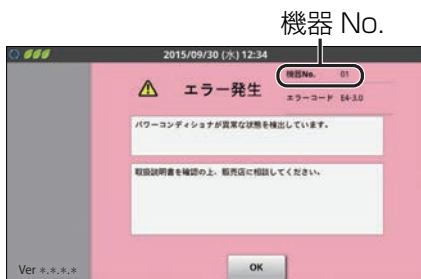 機器 No.
2015/09/30 (水) 12:34
機器No. 01
エラー発生
エラーコード E4-3.0
パワーコンディショナが異常な状態を検出しています。
取扱説明書を確認の上、販売店に相談してください。
OK
Ver *.*.*.*